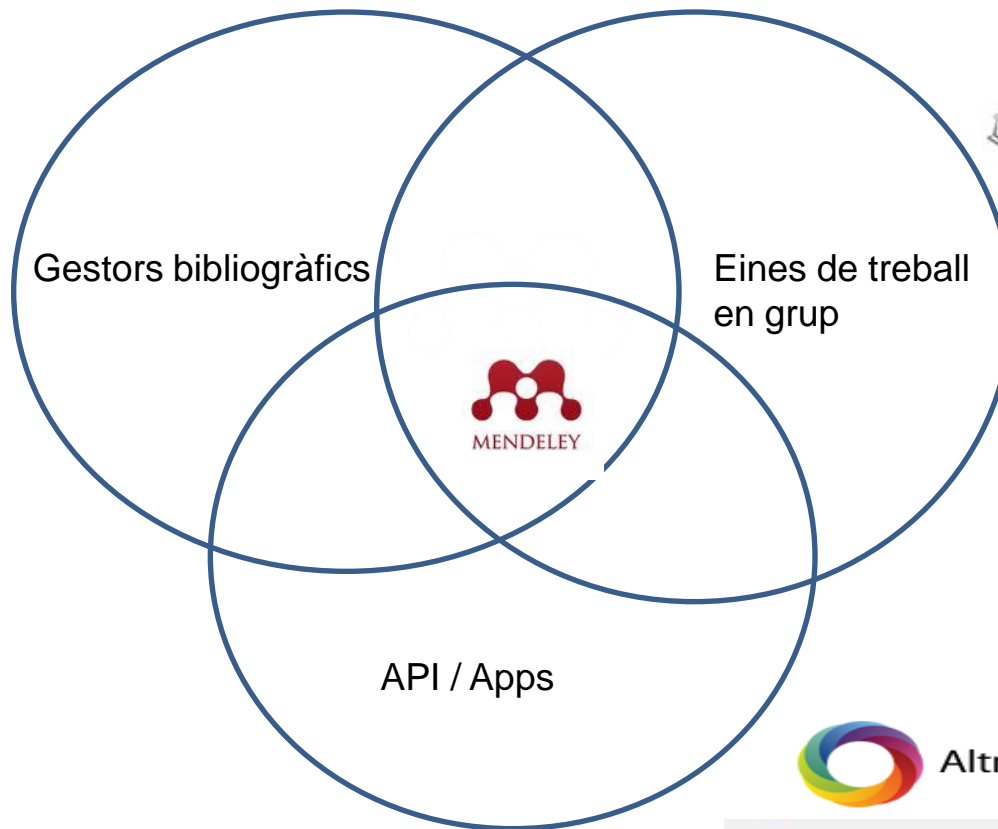 Gestors bibliogràfics
Eines de treball
en grup
MENDELEY
API / Apps